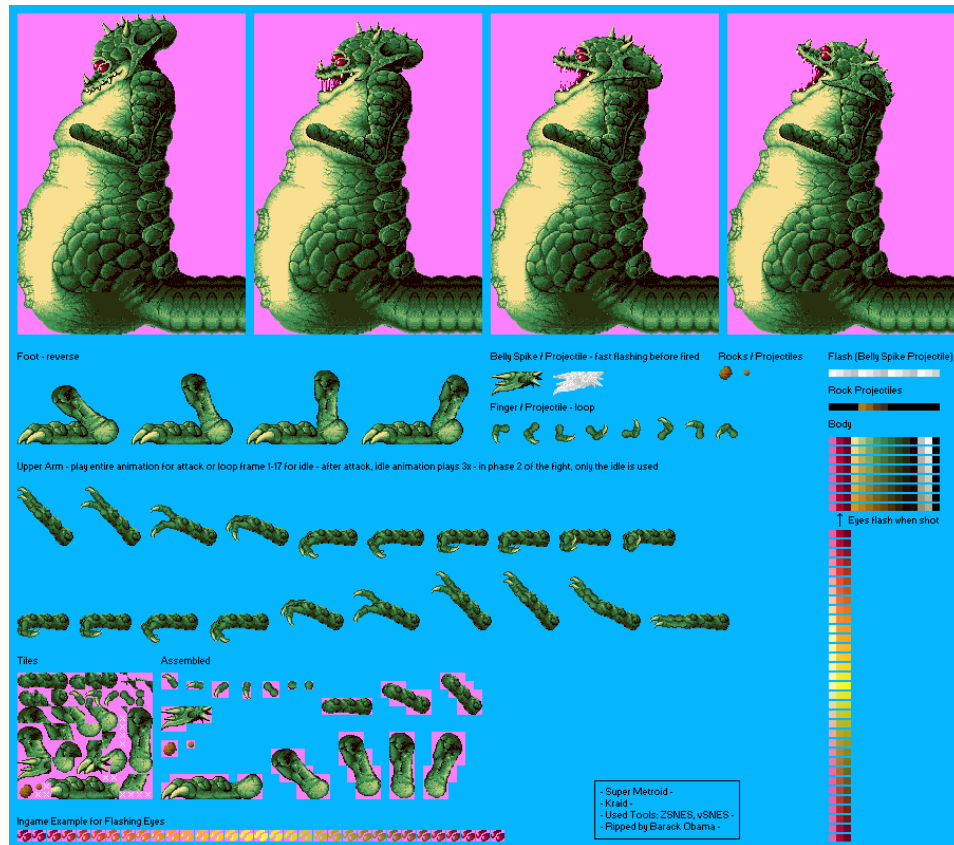 Foot - reverse
Belly Spike / Projectile - fast flashing before fired
Rocks / Projectiles
Flash (Belly Spike Projectile)
Rock Projectiles
Finger / Projectile - loop
Body
Upper Arm - play entire animation for attack or loop frame 1-17 for idle - after attack, idle animation plays 3x - in phase 2 of the fight, only the idle is used
↑ Eyes flash when shot
Tiles
Assembled
- Super Metroid -
- Kraid -
- Used Tools: ZSNES, vSNES -
- Ripped by Barack Obama -
Ingame Example for Flashing Eyes